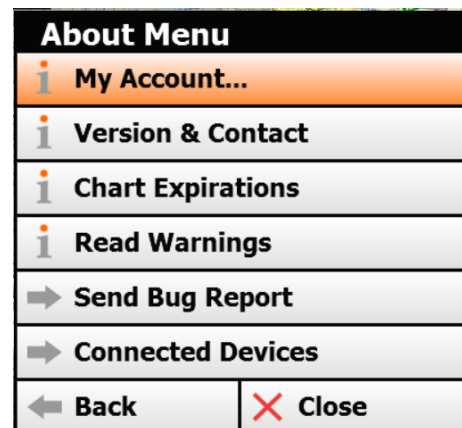 About Menu
My Account...
Version & Contact
Chart Expirations
Read Warnings
Send Bug Report
Connected Devices
Back Close